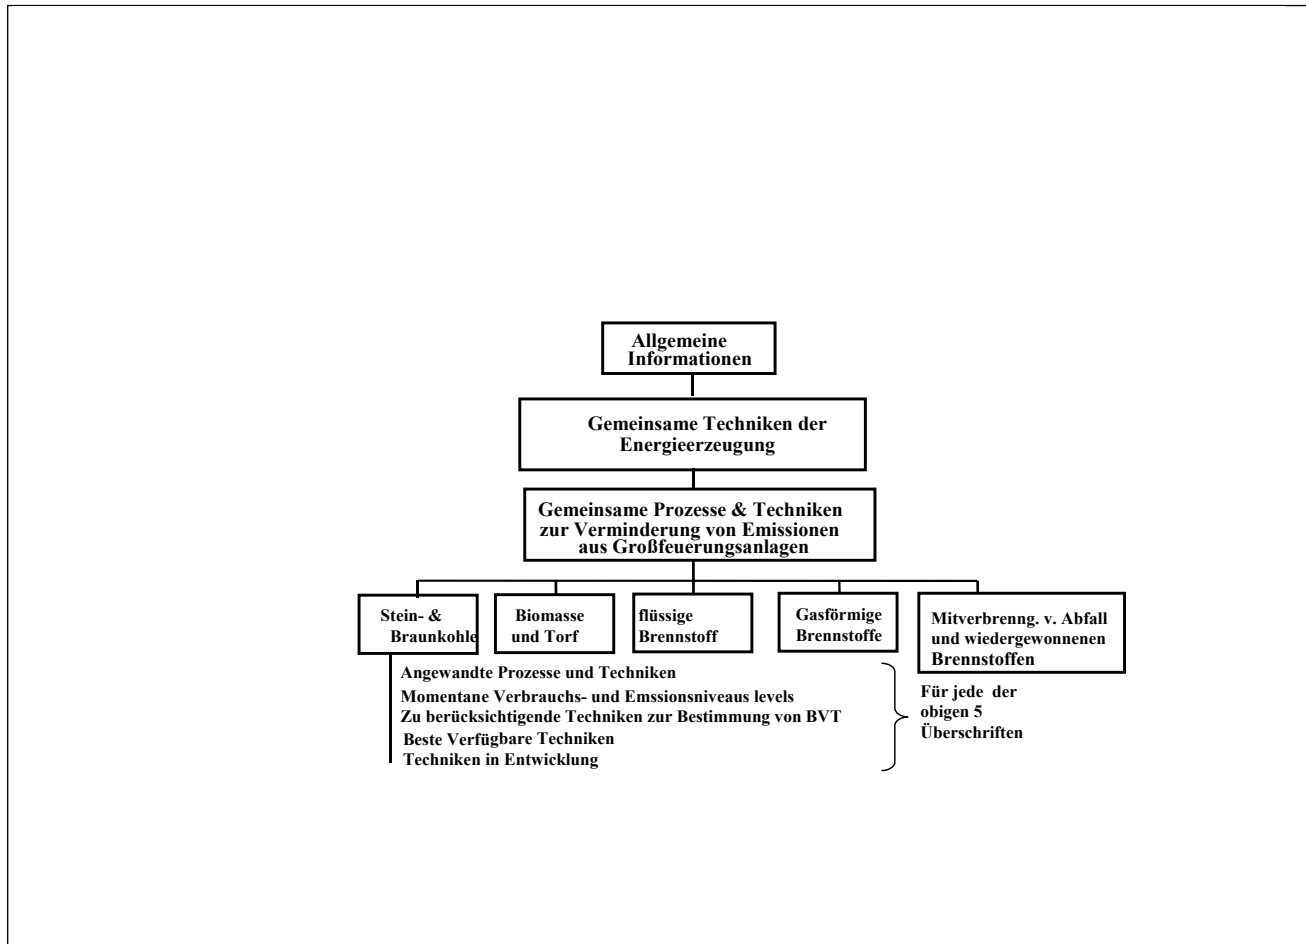 Allgemeine
Informationen
Gemeinsame Techniken der
Energieerzeugung
Gemeinsame Prozesse & Techniken
zur Verminderung von Emissionen
aus Großfeuerungsanlagen
Stein- &
Braunkohle
Biomasse
und Torf
flüssige
Brennstoff
Gasförmige
Brennstoffe
Mitverbrenng. v. Abfall
und wiedergewonnenen
Brennstoffen
Angewandte Prozesse und Techniken
Momentane Verbrauchs- und Emssionsniveaus levels
Zu berücksichtigende Techniken zur Bestimmung von BVT
Beste Verfügbare Techniken
Techniken in Entwicklung
Für jede der
obigen 5
Überschriften